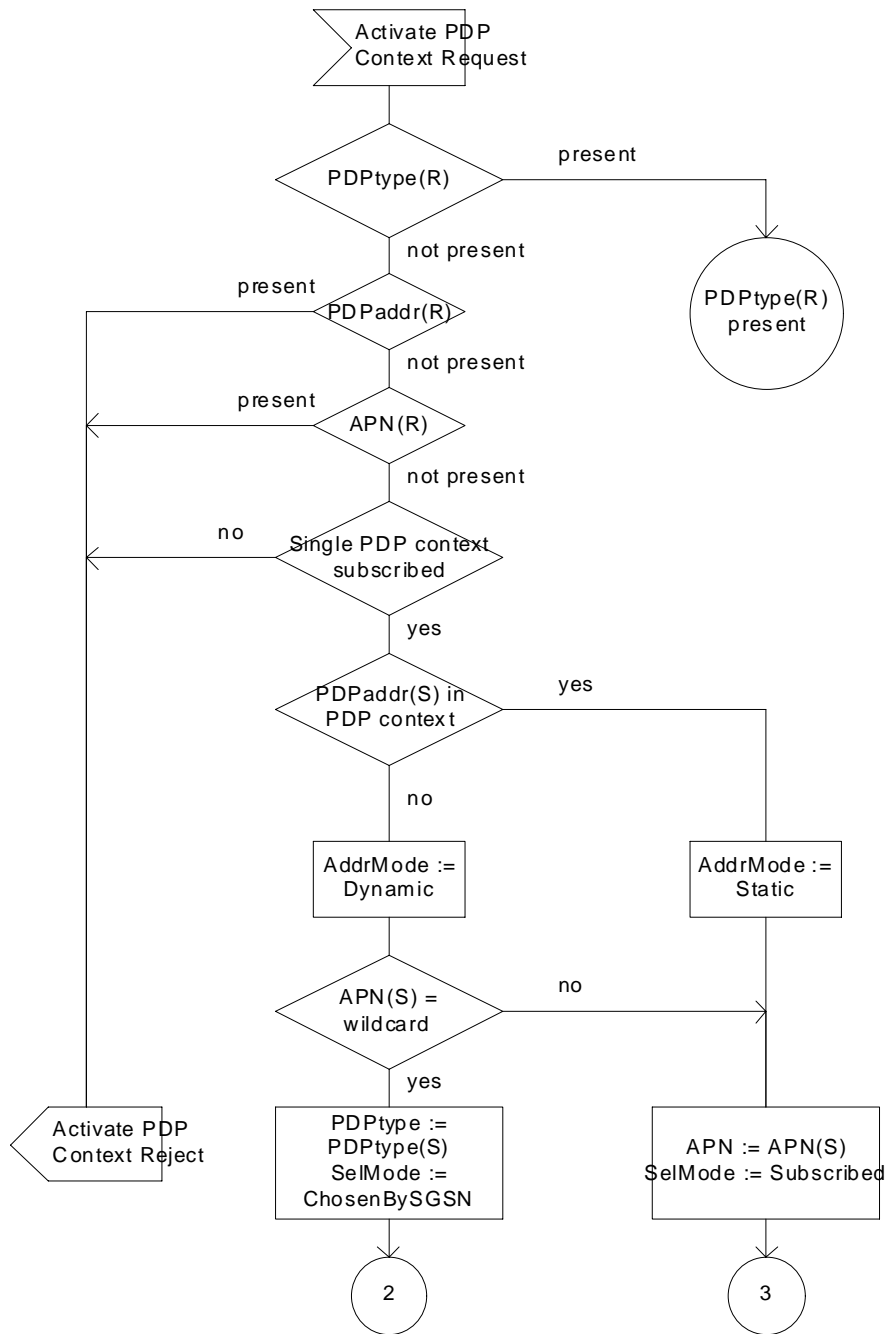 Activate PDP
Context Request
PDPtype(R)
present
not present
PDPtype(R)
present
present
PDPaddr(R)
not present
present
APN(R)
not present
no
Single PDP context
subscribed
yes
PDPaddr(S) in
PDP context
yes
no
AddrMode :=
Dynamic
AddrMode :=
Static
APN(S) =
wildcard
no
yes
Activate PDP
Context Reject
PDPtype :=
PDPtype(S)
SelMode :=
ChosenBySGSN
APN := APN(S)
SelMode := Subscribed
2
3